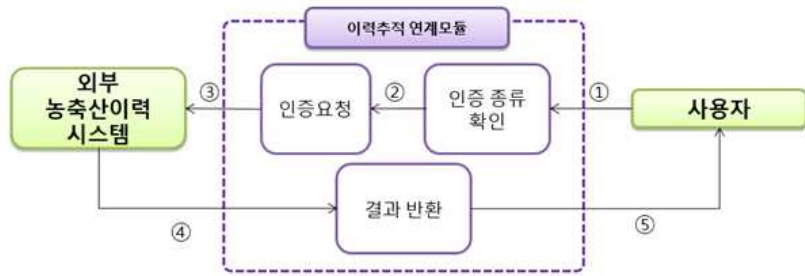 이력추적 연계모듈
외부
농축산이력
시스템
③
인증요청
②
인증 종류
확인
①
사용자
④
결과 반환
⑤